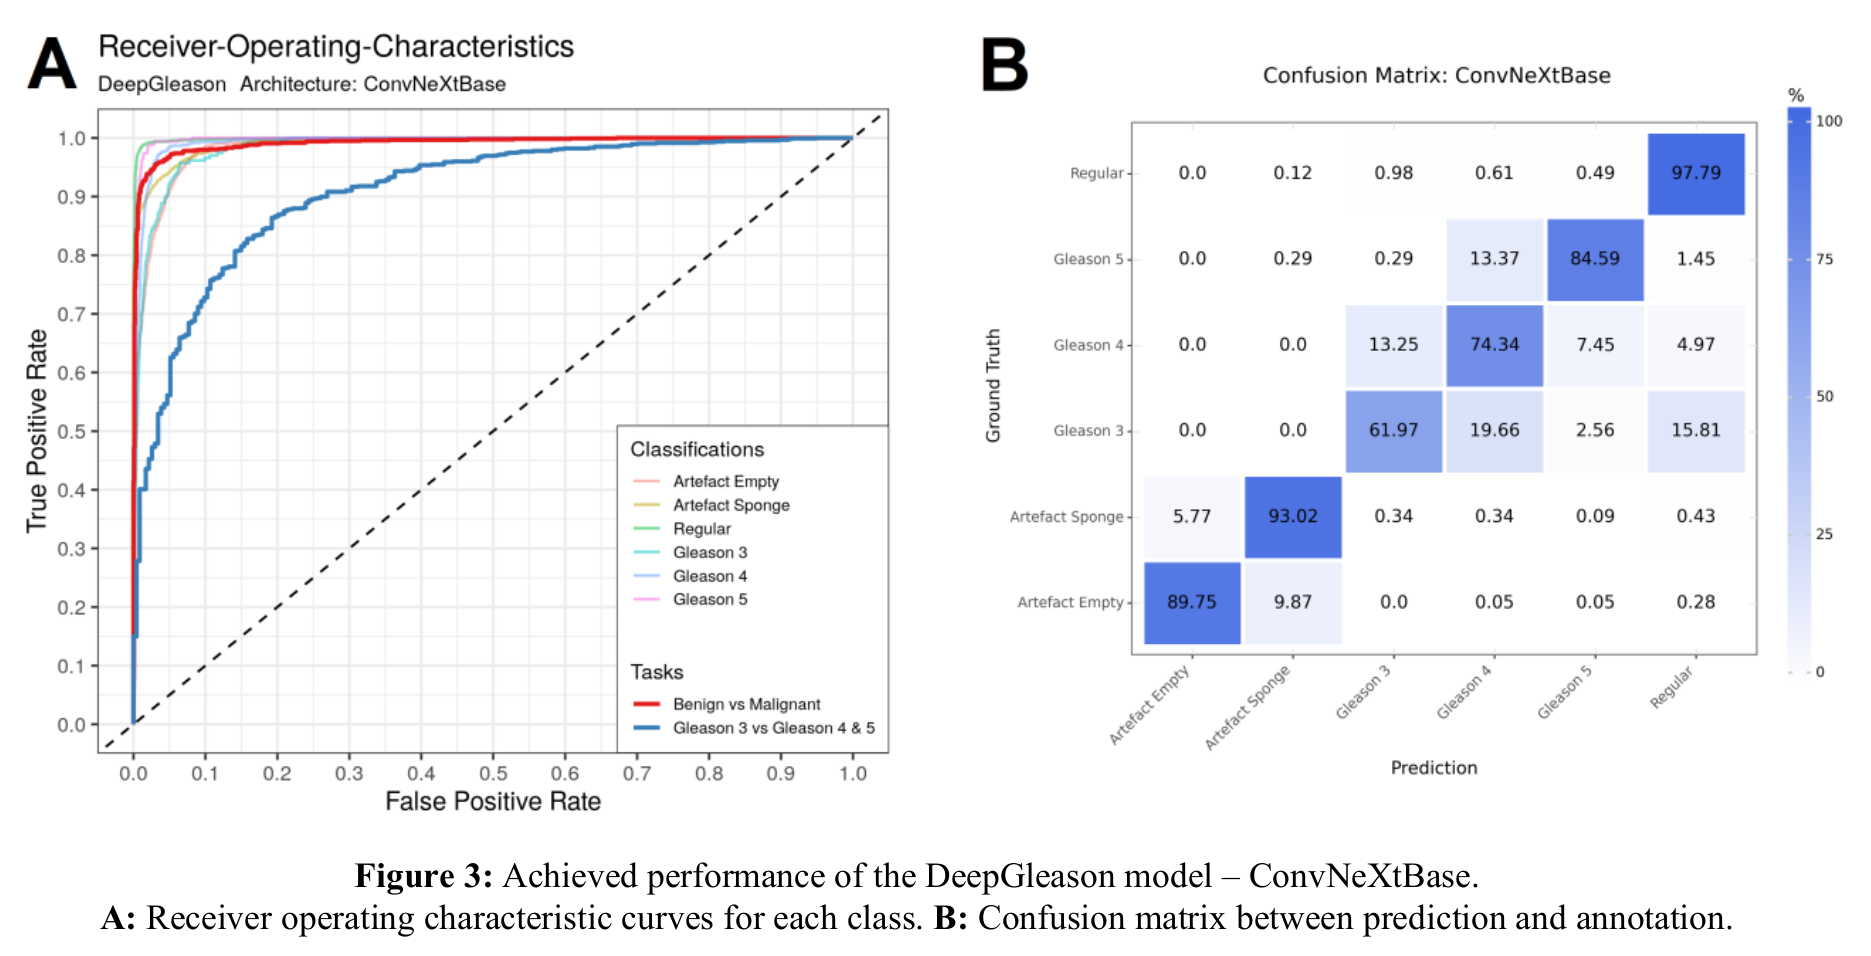 A
Receiver-Operating-Characteristics
DeepGleason Architecture: ConvNeXtBase
True Positive Rate
1.0
0.9
0.8
0.7
0.6
0.5
0.4
0.3
0.2
0.1
0.0
0.0 0.1 0.2 0.3 0.4 0.5 0.6 0.7 0.8 0.9 1.0
False Positive Rate
Classifications
Artefact Empty
Artefact Sponge
Regular
Gleason 3
Gleason 4
Gleason 5
Tasks
Benign vs Malignant
Gleason 3 vs Gleason 4 & 5
B
Confusion Matrix: ConvNeXtBase
Ground Truth
Regular 0.0 0.12 0.98 0.61 0.49 97.79
Gleason 5 0.0 0.29 0.29 13.37 84.59 1.45
Gleason 4 0.0 0.0 13.25 74.34 7.45 4.97
Gleason 3 0.0 0.0 61.97 19.66 2.56 15.81
Artefact Sponge 5.77 93.02 0.34 0.34 0.09 0.43
Artefact Empty 89.75 9.87 0.0 0.05 0.05 0.28
Artefact Empty Artefact Sponge Gleason 3 Gleason 4 Gleason 5 Regular
Prediction
%
100
75
50
25
0
Figure 3: Achieved performance of the DeepGleason model – ConvNeXtBase.
A: Receiver operating characteristic curves for each class. B: Confusion matrix between prediction and annotation.